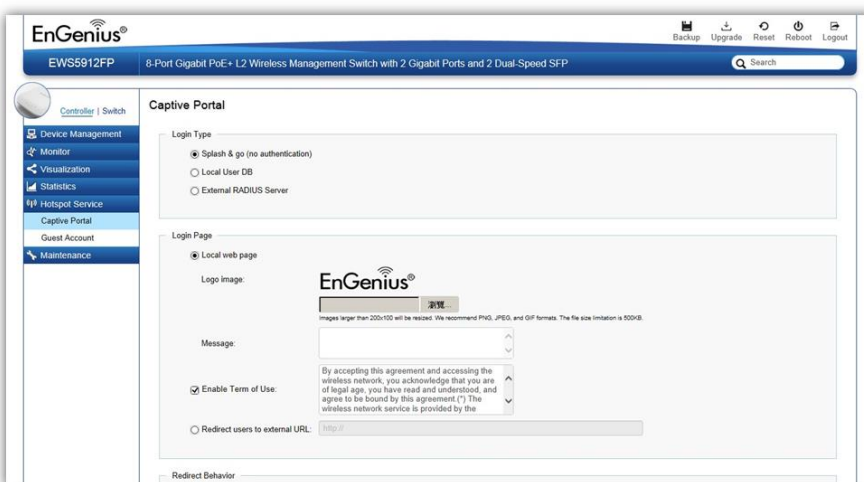 EnGenius®
Backup Upgrade Reset Reboot Logout
EWS5912FP
8-Port Gigabit PoE+ L2 Wireless Management Switch with 2 Gigabit Ports and 2 Dual-Speed SFP
Search
Controller | Switch
Device Management
Monitor
Visualization
Statistics
Hotspot Service
Captive Portal
Guest Account
Maintenance
Captive Portal
Login Type
Splash & go (no authentication)
Local User DB
External RADIUS Server
Login Page
Local web page
Logo image:
EnGenius®
瀏覽...
Images larger than 200x100 will be resized. We recommend PNG, JPEG, and GIF formats. The file size limitation is 500KB.
Message:
Enable Term of Use:
By accepting this agreement and accessing the
wireless network, you acknowledge that you are
of legal age, you have read and understood, and
agree to be bound by this agreement.(*) The
wireless network service is provided by the
Redirect users to external URL:
http://
Redirect Behavior